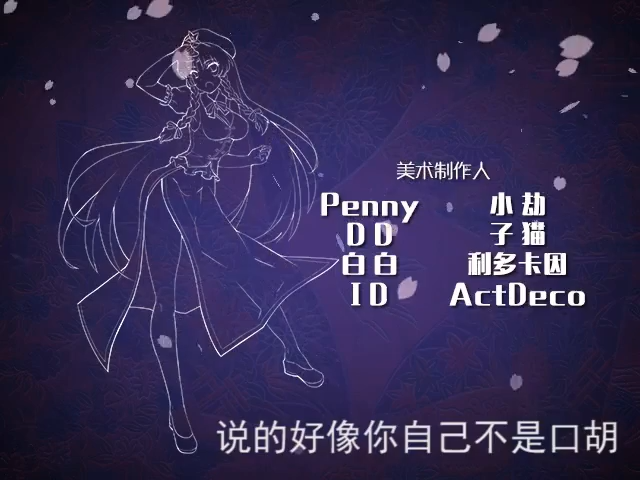 美术制作人
Penny 小劫
DD 子猫
白白 利多卡因
ID ActDeco
说的好像你自己不是口胡